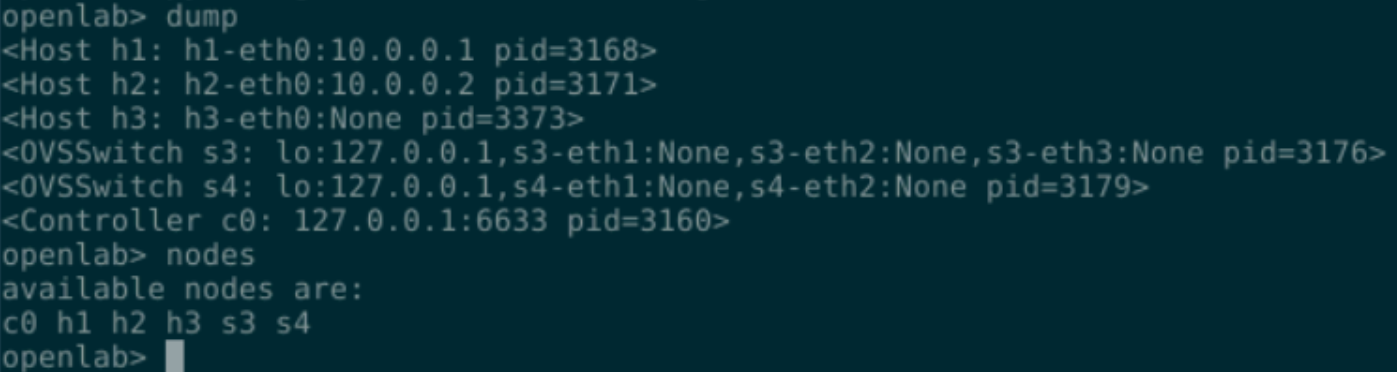 openlab> dump
<Host h1: h1-eth0:10.0.0.1 pid=3168>
<Host h2: h2-eth0:10.0.0.2 pid=3171>
<Host h3: h3-eth0:None pid=3373>
<OVSSwitch s3: lo:127.0.0.1,s3-eth1:None,s3-eth2:None,s3-eth3:None pid=3176>
<OVSSwitch s4: lo:127.0.0.1,s4-eth1:None,s4-eth2:None pid=3179>
<Controller c0: 127.0.0.1:6633 pid=3160>
openlab> nodes
available nodes are:
c0 h1 h2 h3 s3 s4
openlab>